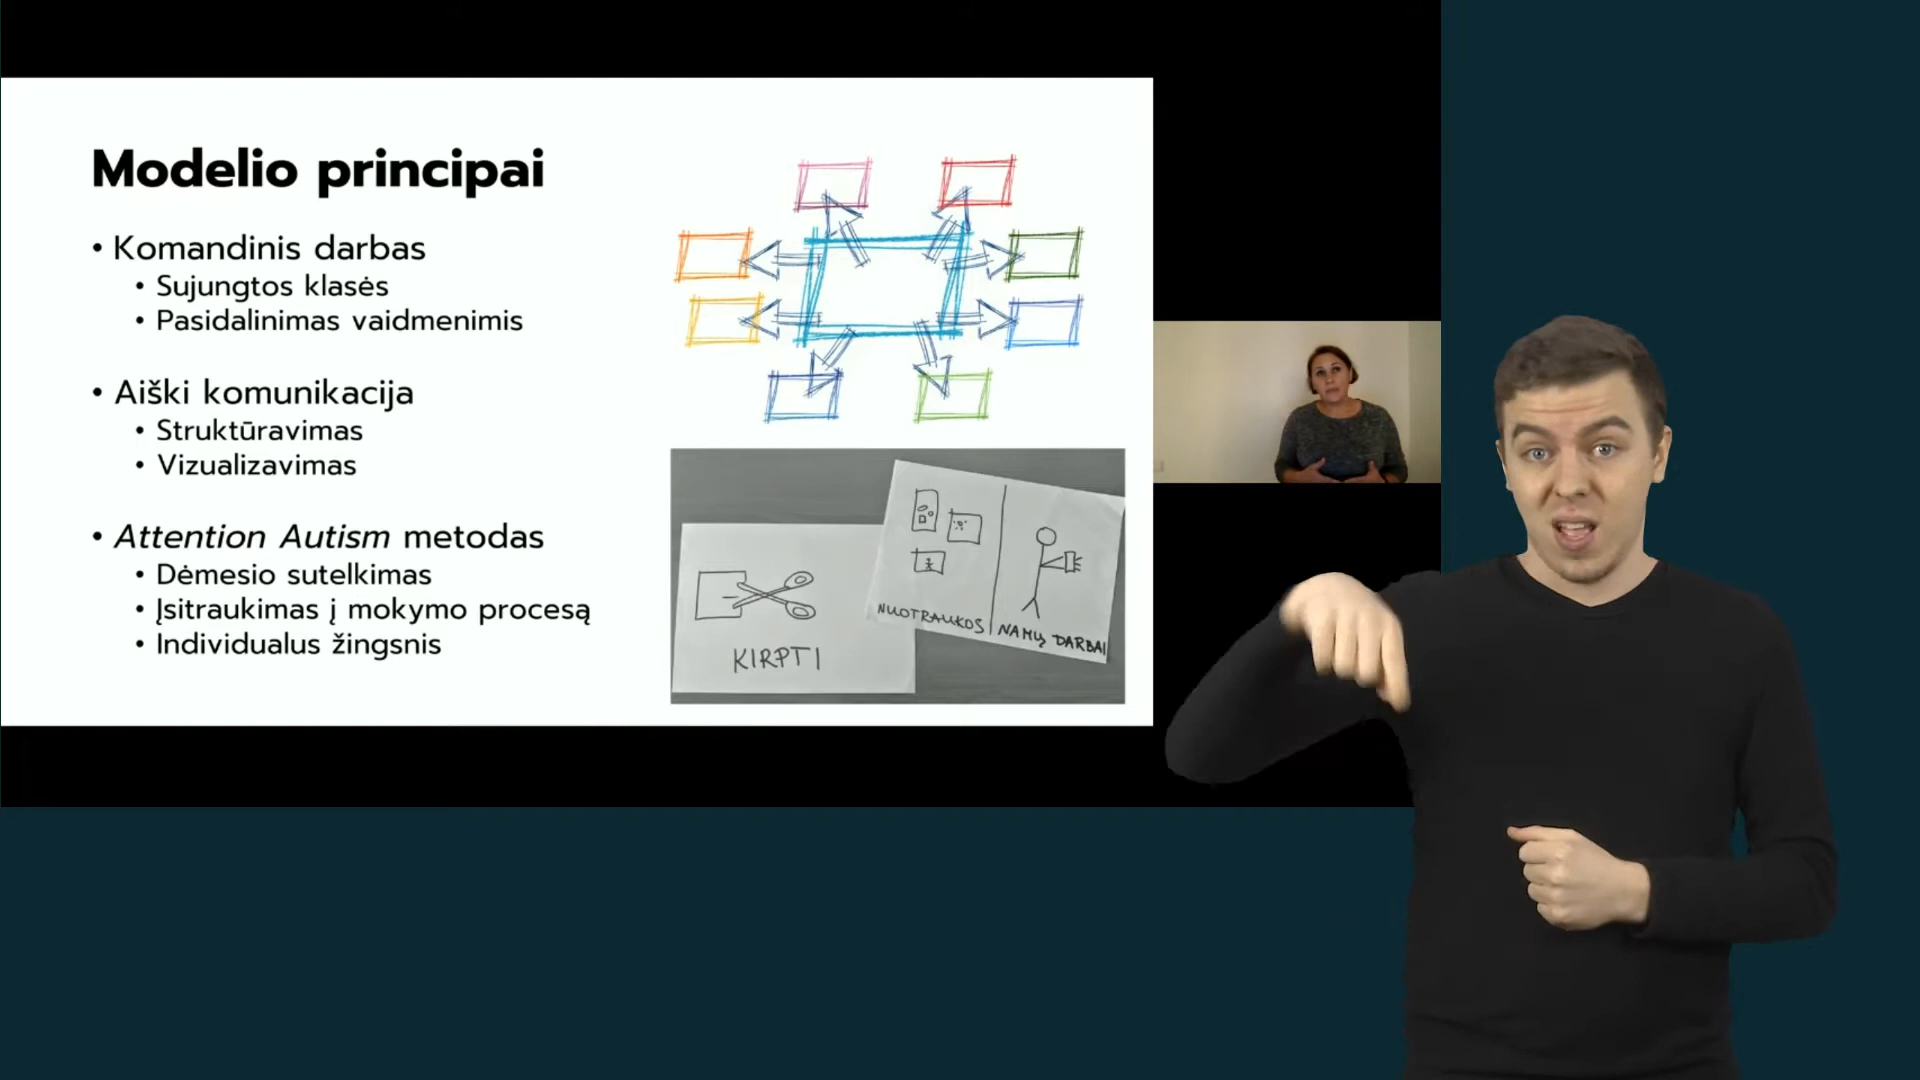 Modelio principai
• Komandinis darbas
• Sujungtos klasės
• Pasidalinimas vaidmenimis
• Aiški komunikacija
• Struktūravimas
• Vizualizavimas
• Attention Autism metodas
• Dėmesio sutelkimas
• Įsitraukimas į mokymo procesą
• Individualus žingsnis
KIRPTI
NUOTRAUKOS
NAMŲ DARBAI